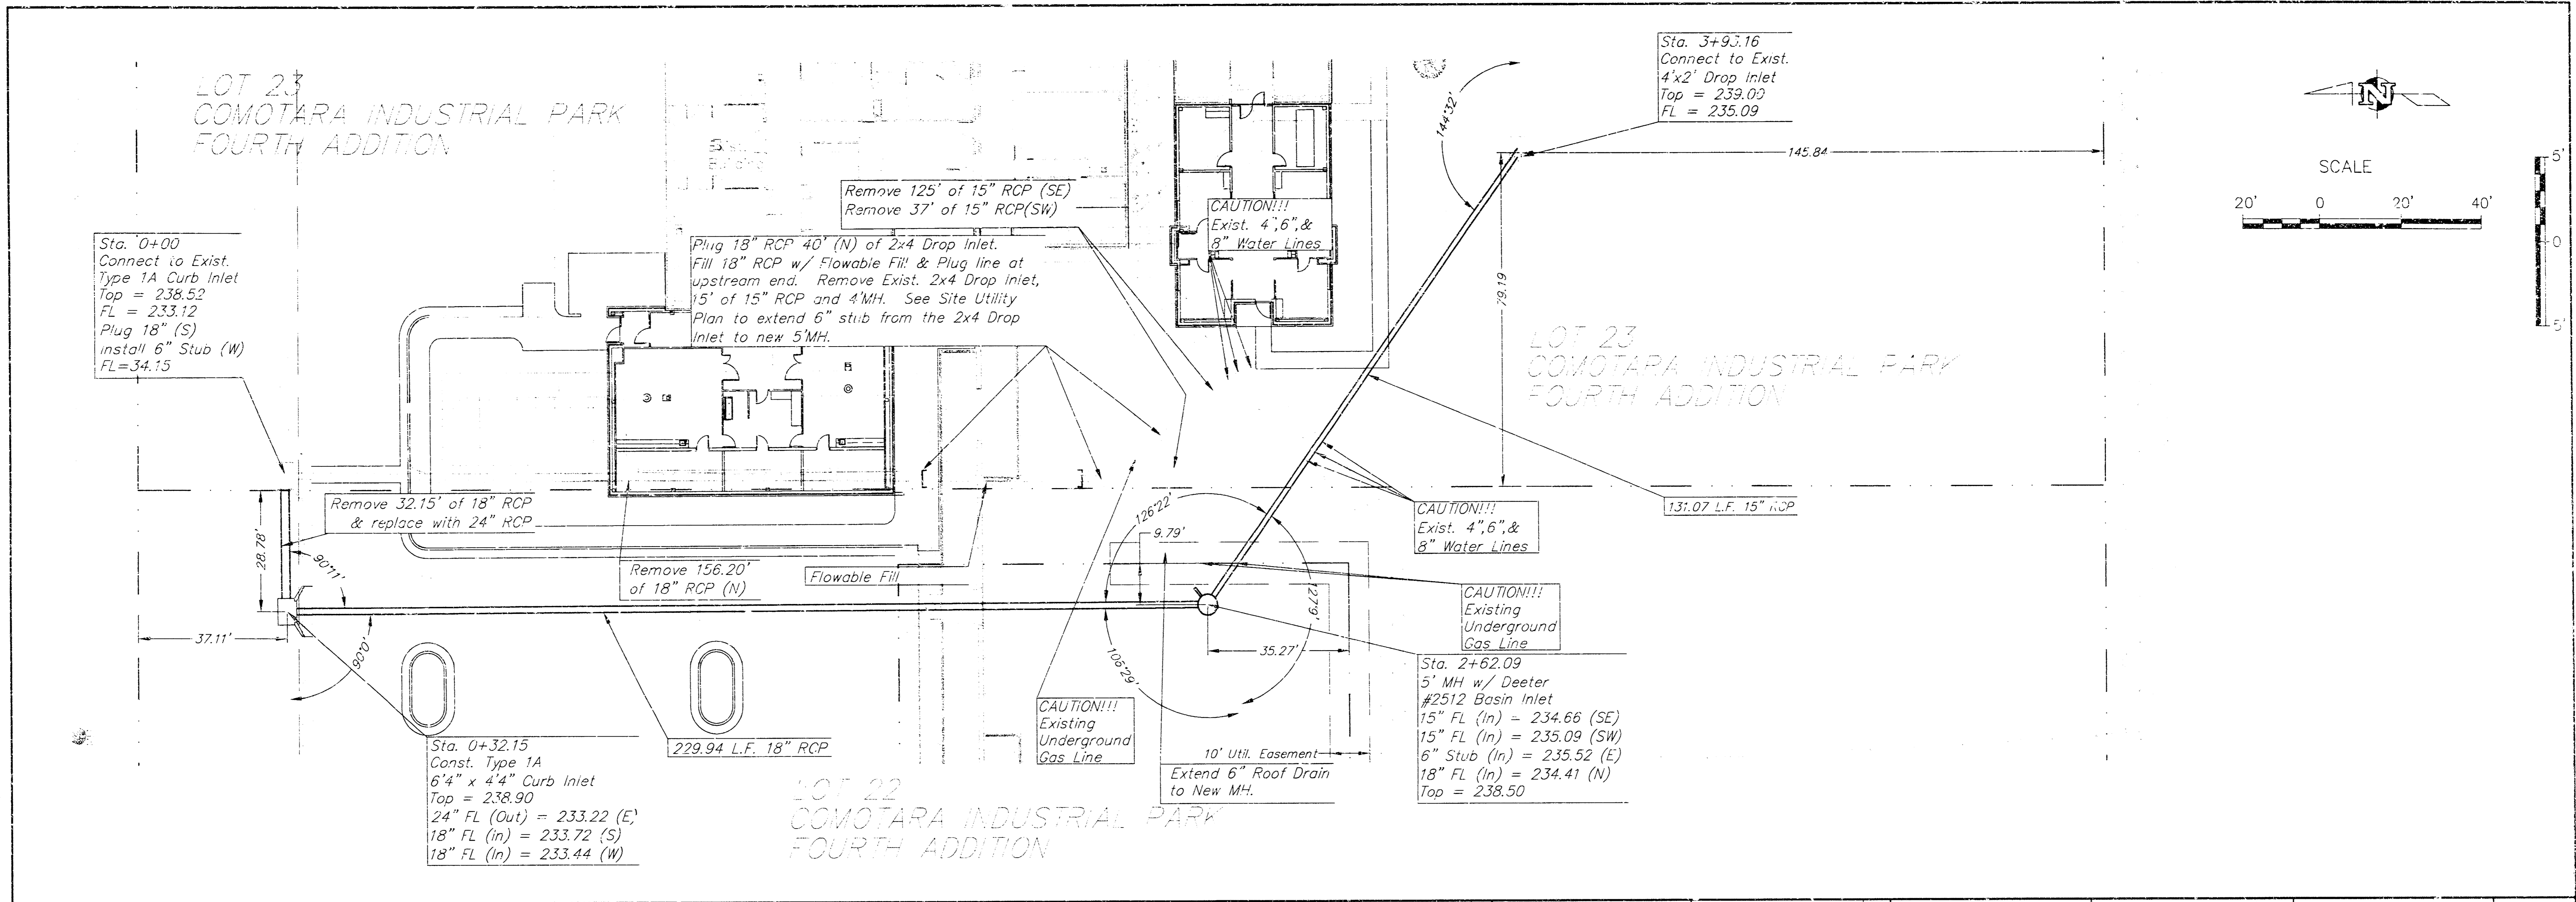 LOT 23
COMOTARA INDUSTRIAL PARK
FOURTH ADDITION
Sta. 0+00
Connect to Exist.
Type 1A Curb Inlet
Top = 238.52
FL = 233.12
Plug 18" (S)
install 6" Stub (W)
FL=34.15
Remove 125' of 15" RCP (SE)
Remove 37' of 15" RCP(SW)
Plug 18" RCP 40' (N) of 2x4 Drop Inlet.
Fill 18" RCP w/ Flowable Fill & Plug line at
upstream end. Remove Exist. 2x4 Drop Inlet,
15' of 15" RCP and 4'MH. See Site Utility
Plan to extend 6" stub from the 2x4 Drop
Inlet to new 5'MH.
CAUTION!!!
Exist. 4",6",&
8" Water Lines
Sta. 3+93.16
Connect to Exist.
4'x2' Drop Inlet
Top = 239.00
FL = 235.09
144°32'
145.84
79.19
N
SCALE
20' 0 20' 40'
5'
0
5'
LOT 23
COMOTARA INDUSTRIAL PARK
FOURTH ADDITION
Remove 32.15' of 18" RCP
& replace with 24" RCP
28.78'
90°11'
37.11'
90°0'
Remove 156.20'
of 18" RCP (N)
Flowable Fill
126°22'
9.79'
127°9'
35.27'
CAUTION!!!
Exist. 4",6",&
8" Water Lines
131.07 L.F. 15" RCP
CAUTION!!!
Existing
Underground
Gas Line
Sta. 2+62.09
5' MH w/ Deeter
#2512 Basin Inlet
15" FL (In) = 234.66 (SE)
15" FL (In) = 235.09 (SW)
6" Stub (In) = 235.52 (E)
18" FL (In) = 234.41 (N)
Top = 238.50
CAUTION!!!
Existing
Underground
Gas Line
10' Util. Easement
Extend 6" Roof Drain
to New MH.
229.94 L.F. 18" RCP
Sta. 0+32.15
Const. Type 1A
6'4" x 4'4" Curb Inlet
Top = 238.90
24" FL (Out) = 233.22 (E)
18" FL (in) = 233.72 (S)
18" FL (In) = 233.44 (W)
LOT 22
COMOTARA INDUSTRIAL PARK
FOURTH ADDITION